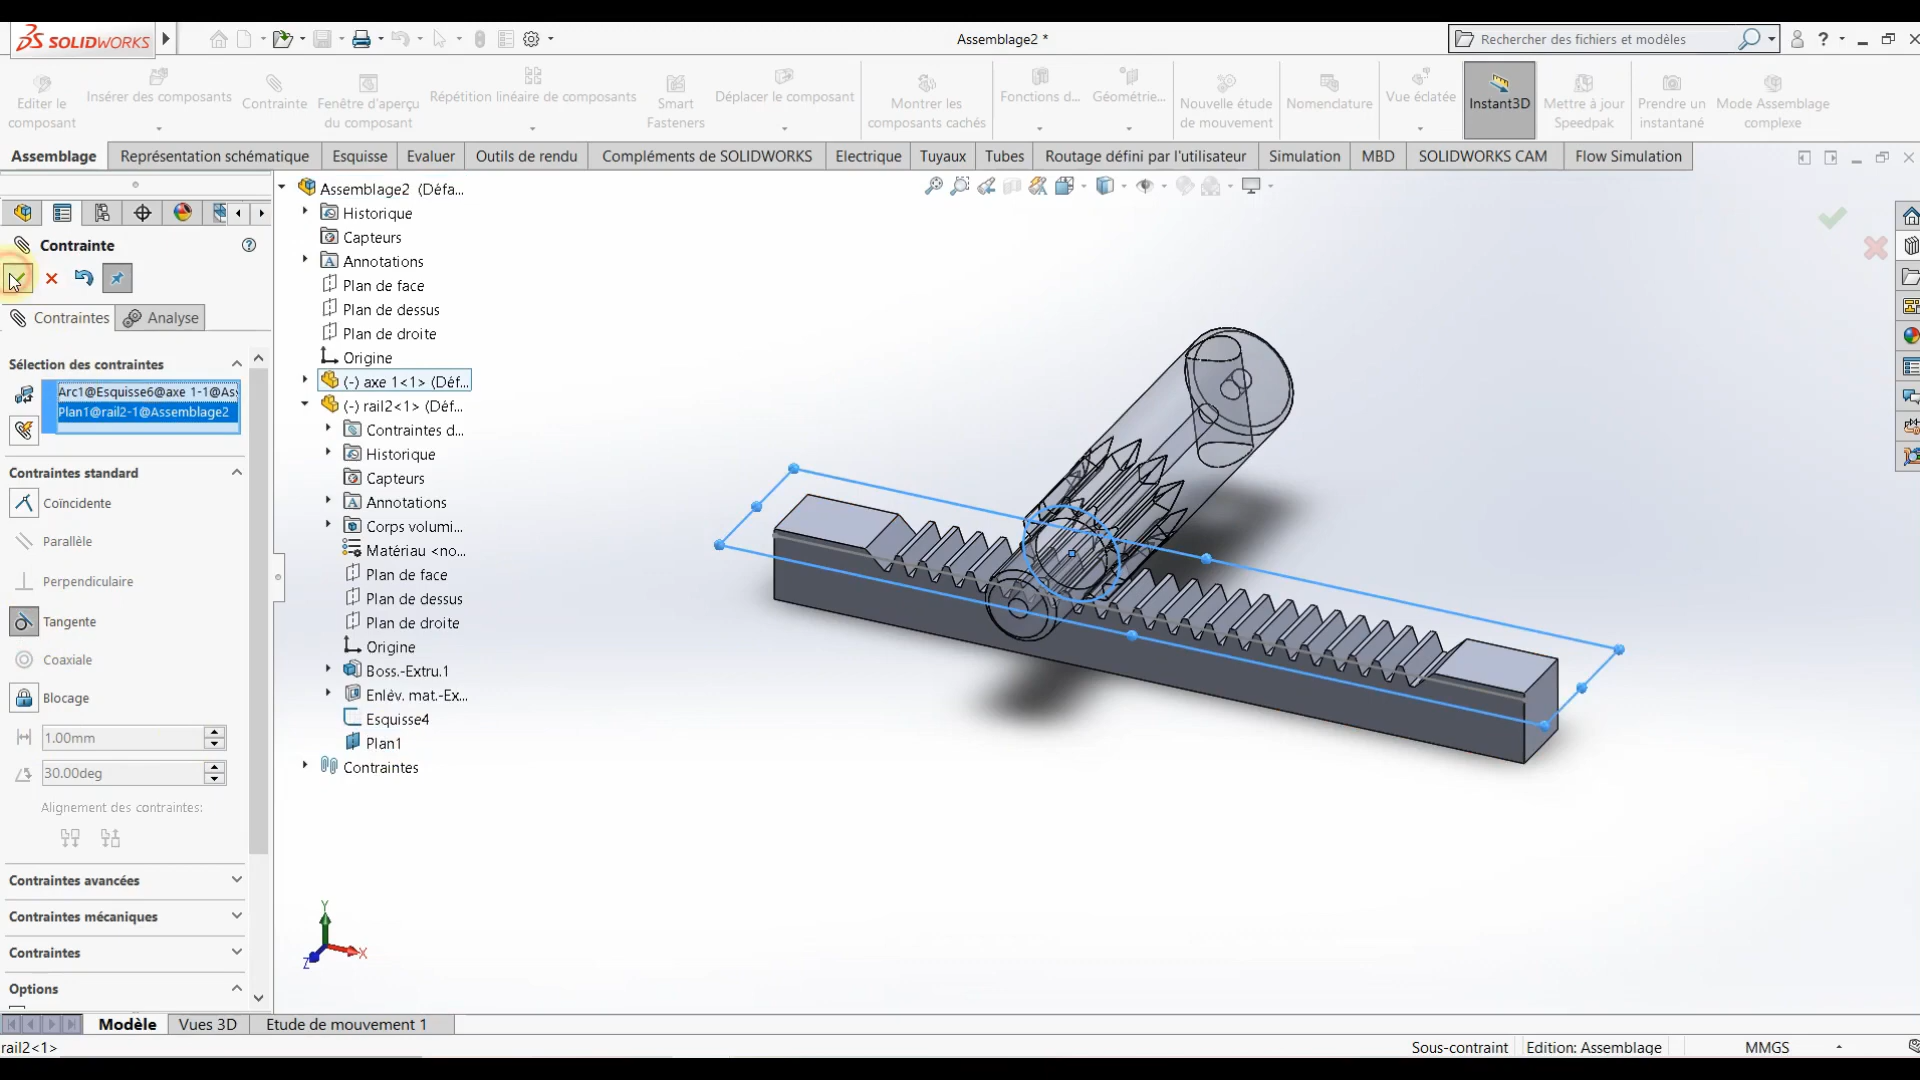 SOLIDWORKS
Assemblage2 *
Rechercher des fichiers et modèles
Editer le composant
Insérer des composants
Contrainte
Fenêtre d'aperçu du composant
Répétition linéaire de composants
Smart Fasteners
Déplacer le composant
Montrer les composants cachés
Fonctions d...
Géométrie...
Nouvelle étude de mouvement
Nomenclature
Vue éclatée
Instant3D
Mettre à jour Speedpak
Prendre un instantané
Mode Assemblage complexe
Assemblage
Représentation schématique
Esquisse
Evaluer
Outils de rendu
Compléments de SOLIDWORKS
Electrique
Tuyaux
Tubes
Routage défini par l'utilisateur
Simulation
MBD
SOLIDWORKS CAM
Flow Simulation
Contrainte
Contraintes
Analyse
Sélection des contraintes
Arc1@Esquisse6@axe 1-1@As
Plan1@rail2-1@Assemblage2
Contraintes standard
Coïncidente
Parallèle
Perpendiculaire
Tangente
Coaxiale
Blocage
1.00mm
30.00deg
Alignement des contraintes:
Contraintes avancées
Contraintes mécaniques
Contraintes
Options
Assemblage2 (Défa...
Historique
Capteurs
Annotations
Plan de face
Plan de dessus
Plan de droite
Origine
(-) axe 1<1> (Déf...
(-) rail2<1> (Déf...
Contraintes d...
Historique
Capteurs
Annotations
Corps volumi...
Matériau <no...
Plan de face
Plan de dessus
Plan de droite
Origine
Boss.-Extru.1
Enlèv. mat.-Ex...
Esquisse4
Plan1
Contraintes
Y
X
Z
Modèle
Vues 3D
Etude de mouvement 1
rail2<1>
Sous-contraint
Edition: Assemblage
MMGS